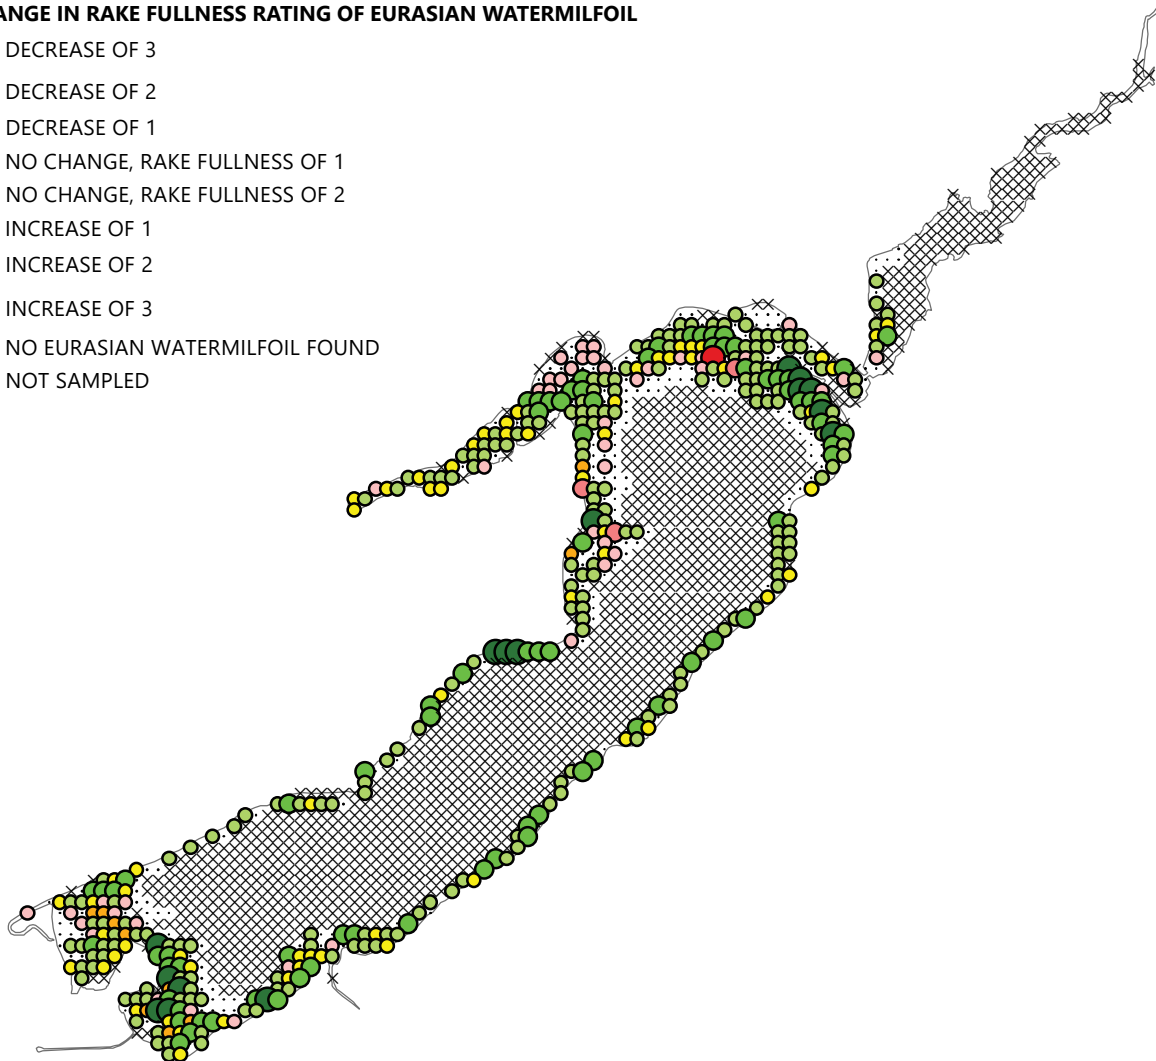 ANGE IN RAKE FULLNESS RATING OF EURASIAN WATERMILFOIL
DECREASE OF 3
DECREASE OF 2
DECREASE OF 1
NO CHANGE, RAKE FULLNESS OF 1
NO CHANGE, RAKE FULLNESS OF 2
INCREASE OF 1
INCREASE OF 2
INCREASE OF 3
NO EURASIAN WATERMILFOIL FOUND
NOT SAMPLED